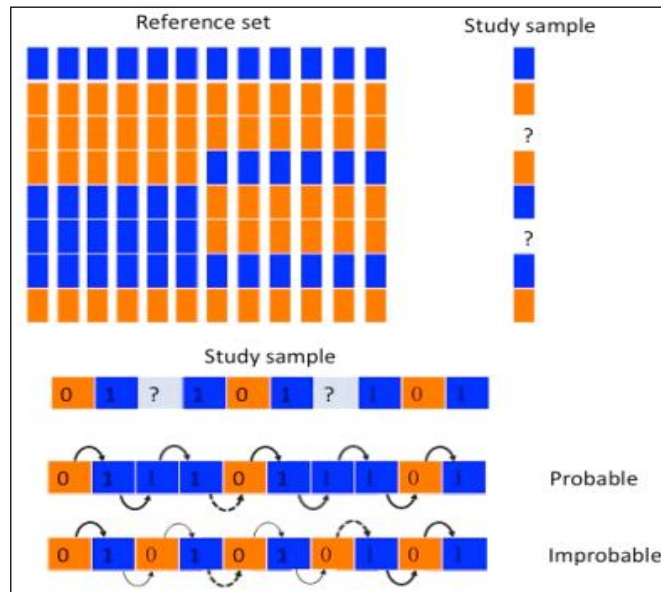 Reference set
Study sample
?
?
Study sample
0 1 ? 1 0 1 ? 1 0 1
0 1 1 1 0 1 1 1 0 1 Probable
0 1 0 1 0 1 0 1 0 1 Improbable